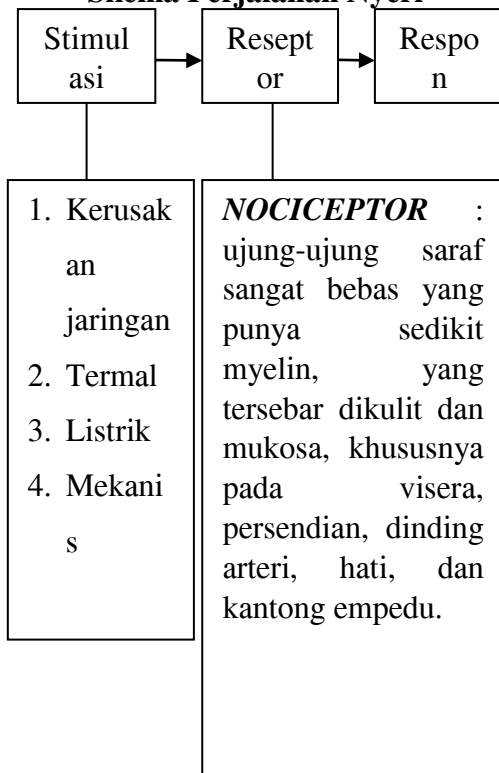 Stimul
asi
Resept
or
Respo
n
1. Kerusak
an
jaringan
2. Termal
3. Listrik
4. Mekani
s
NOCICEPTOR :
ujung-ujung saraf
sangat bebas yang
punya sedikit
myelin, yang
tersebar dikulit dan
mukosa, khususnya
pada visera,
persendian, dinding
arteri, hati, dan
kantong empedu.